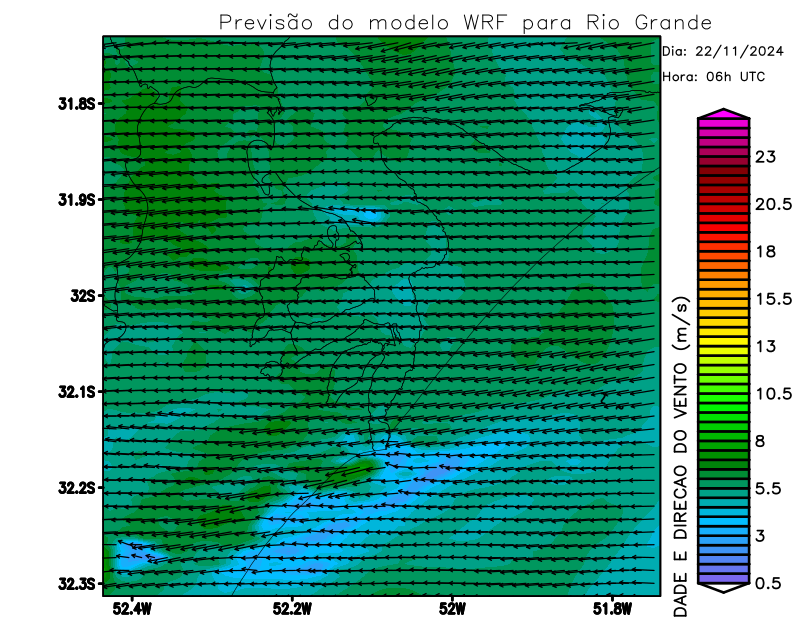 Previsão do modelo WRF para Rio Grande
Dia: 22/11/2024
Hora: 06h UTC
31.8S
31.9S
32S
32.1S
32.2S
32.3S
52.4W
52.2W
52W
51.8W
DADE E DIRECAO DO VENTO (m/s)
23
20.5
18
15.5
13
10.5
8
5.5
3
0.5